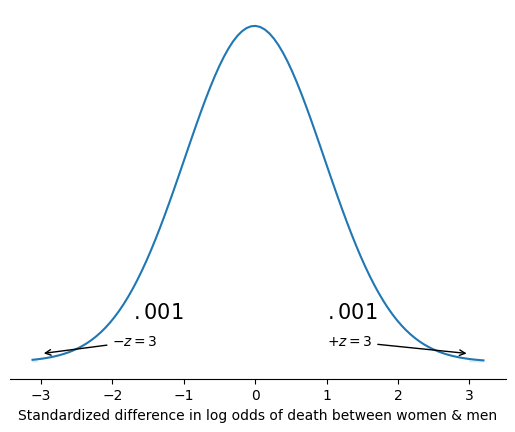 .001 .001
−z = 3 +z = 3
−3 −2 −1 0 1 2 3
Standardized difference in log odds of death between women & men